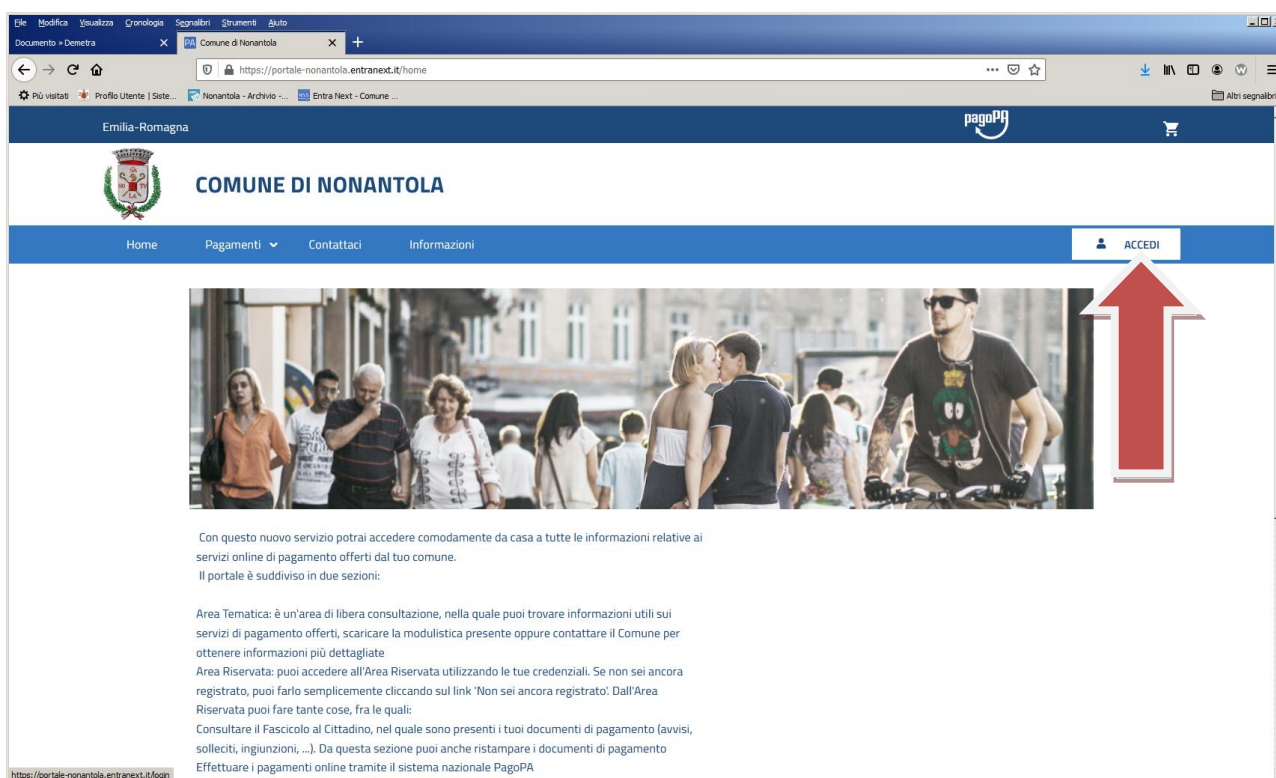 File Modifica Visualizza Cronologia Segnalibri Strumenti Aiuto
Documento » Demetra
PA Comune di Nonantola
https://portale-nonantola.entranext.it/home
Più visitati Profilo Utente | Siste... Nonantola - Archivio -... Entra Next - Comune ... Altri segnalibri
Emilia-Romagna
pagoPA
COMUNE DI NONANTOLA
Home Pagamenti Contattaci Informazioni
ACCEDI
Con questo nuovo servizio potrai accedere comodamente da casa a tutte le informazioni relative ai
servizi online di pagamento offerti dal tuo comune.
Il portale è suddiviso in due sezioni:
Area Tematica: è un'area di libera consultazione, nella quale puoi trovare informazioni utili sui
servizi di pagamento offerti, scaricare la modulistica presente oppure contattare il Comune per
ottenere informazioni più dettagliate
Area Riservata: puoi accedere all'Area Riservata utilizzando le tue credenziali. Se non sei ancora
registrato, puoi farlo semplicemente cliccando sul link 'Non sei ancora registrato'. Dall'Area
Riservata puoi fare tante cose, fra le quali:
Consultare il Fascicolo al Cittadino, nel quale sono presenti i tuoi documenti di pagamento (avvisi,
solleciti, ingiunzioni, ...). Da questa sezione puoi anche ristampare i documenti di pagamento
Effettuare i pagamenti online tramite il sistema nazionale PagoPA
https://portale-nonantola.entranext.it/login